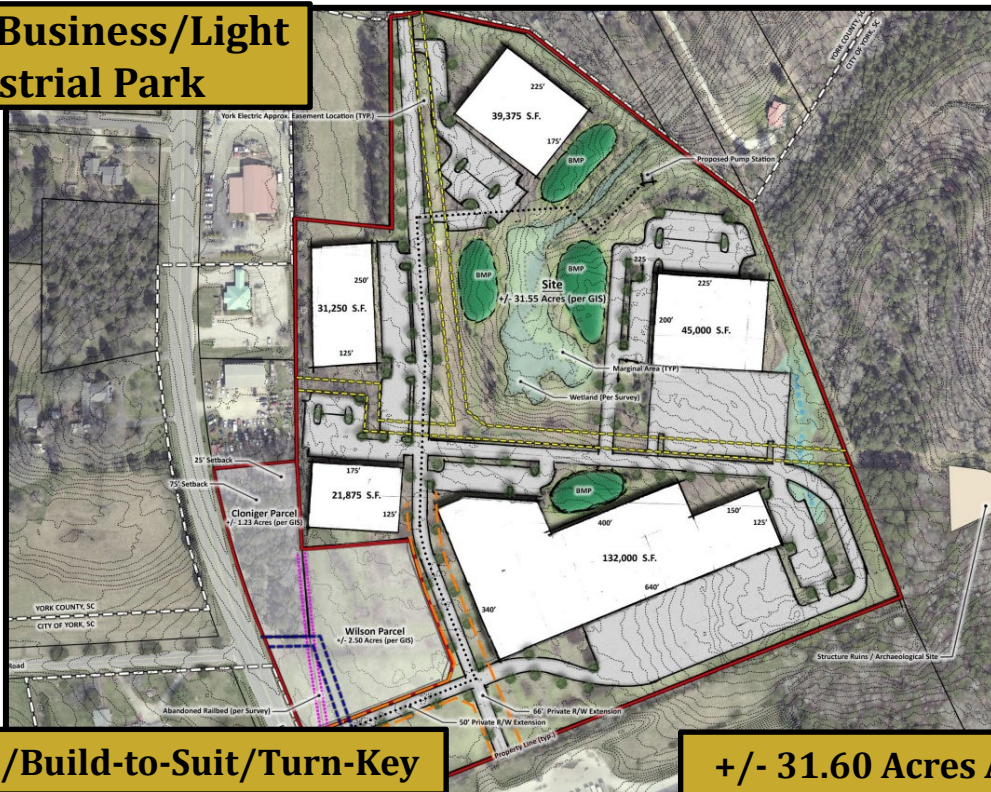 Business/Light
strial Park
YORK COUNTY, SC
CITY OF YORK, SC
York Electric Approx. Easement Location (TYP.)
225'
39,375 S.F.
175'
BMP
Proposed Pump Station
250'
31,250 S.F.
125'
BMP
BMP
Site
+/- 31.55 Acres (per GIS)
225
225'
200'
45,000 S.F.
Marginal Area (TYP)
Wetland (Per Survey)
25' Setback
75' Setback
Cloniger Parcel
+/- 1.23 Acres (per GIS)
175'
21,875 S.F.
125'
BMP
400'
150'
125'
132,000 S.F.
640'
340'
YORK COUNTY, SC
CITY OF YORK, SC
Wilson Parcel
+/- 2.50 Acres (per GIS)
Road
Structure Ruins / Archaeological Site
Abandoned Railbed (per Survey)
66' Private R/W Extension
50' Private R/W Extension
Property Line (typ.)
/Build-to-Suit/Turn-Key
+/- 31.60 Acres A